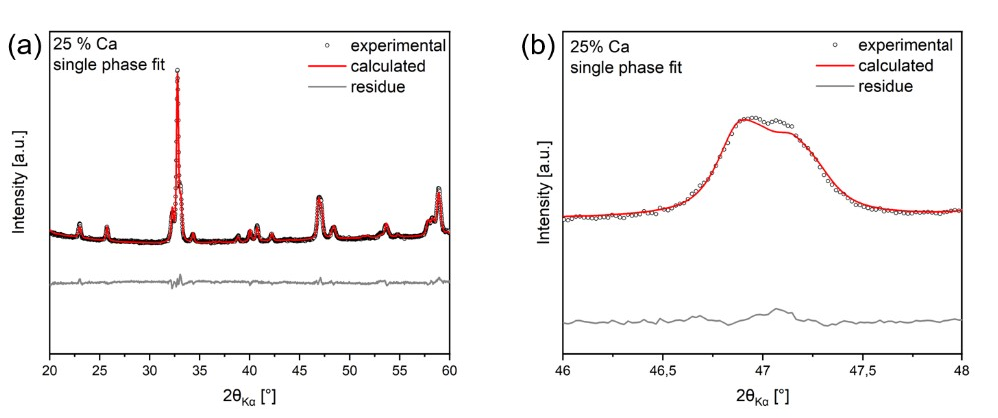 (a)
25 % Ca
single phase fit
experimental
calculated
residue
Intensity [a.u.]
20 25 30 35 40 45 50 55 60
2θKα [°]
(b)
25% Ca
single phase fit
experimental
calculated
residue
Intensity [a.u.]
46 46,5 47 47,5 48
2θKα [°]